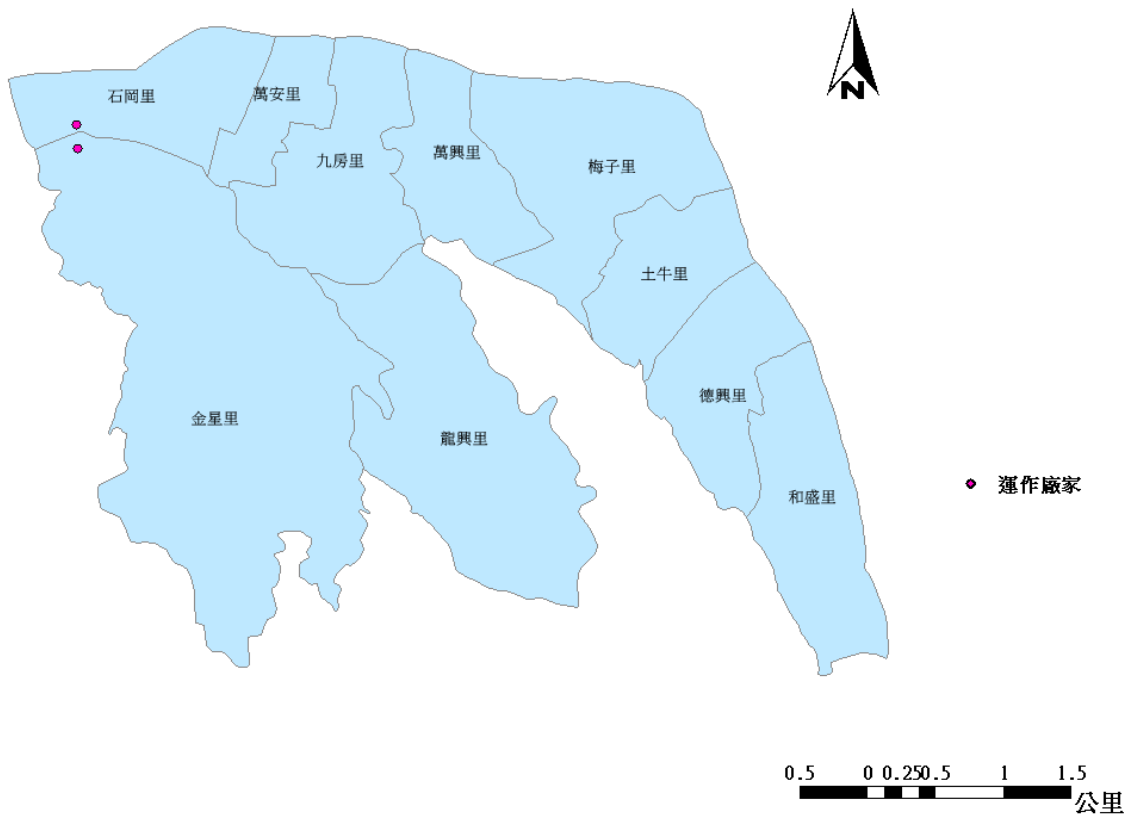 N
石岡里
萬安里
九房里
萬興里
梅子里
土牛里
德興里
金星里
龍興里
和盛里
運作廠家
0.5 0 0.25 0.5 1 1.5
公里